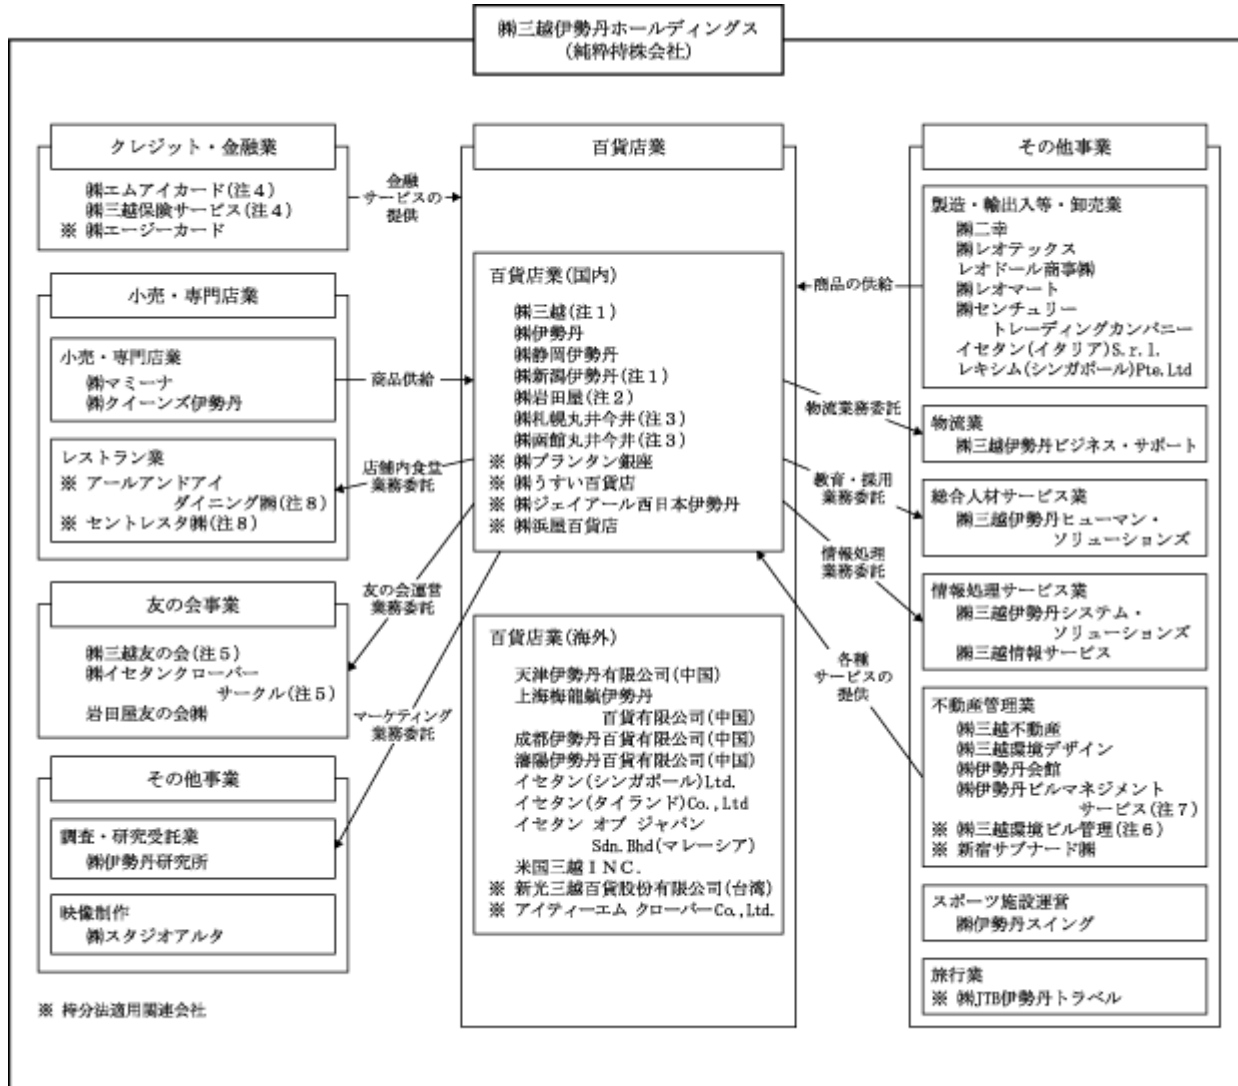 ㈱三越伊勢丹ホールディングス
(純粋持株会社)
クレジット・金融業
㈱エムアイカード(注４)
㈱三越保険サービス(注４)
※ ㈱エージーカード
金融
サービスの
提供
小売・専門店業
小売・専門店業
㈱マミーナ
㈱クイーンズ伊勢丹
商品供給
レストラン業
※ アールアンドアイ
ダイニング㈱(注８)
※ セントレスタ㈱(注８)
店舗内食堂
業務委託
友の会事業
㈱三越友の会(注５)
㈱イセタンクローバー
サークル(注５)
岩田屋友の会㈱
友の会運営
業務委託
マーケティング
業務委託
その他事業
調査・研究受託業
㈱伊勢丹研究所
映像制作
㈱スタジオアルタ
※ 持分法適用関連会社
百貨店業
百貨店業(国内)
㈱三越(注１)
㈱伊勢丹
㈱静岡伊勢丹
㈱新潟伊勢丹(注１)
㈱岩田屋(注２)
㈱札幌丸井今井(注３)
㈱函館丸井今井(注３)
※ ㈱プランタン銀座
※ ㈱うすい百貨店
※ ㈱ジェイアール西日本伊勢丹
※ ㈱浜屋百貨店
百貨店業(海外)
天津伊勢丹有限公司(中国)
上海梅龍鎮伊勢丹
百貨有限公司(中国)
成都伊勢丹百貨有限公司(中国)
瀋陽伊勢丹百貨有限公司(中国)
イセタン(シンガポール)Ltd.
イセタン(タイランド)Co.,Ltd
イセタン オブ ジャパン
Sdn.Bhd(マレーシア)
米国三越ＩＮＣ.
※ 新光三越百貨股份有限公司(台湾)
※ アイティーエム クローバーCo.,Ltd.
その他事業
製造・輸出入等・卸売業
㈱二幸
㈱レオテックス
レオドール商事㈱
㈱レオマート
㈱センチュリー
トレーディングカンパニー
イセタン(イタリア)S.r.l.
レキシム(シンガポール)Pte.Ltd
商品の供給
物流業務委託
物流業
㈱三越伊勢丹ビジネス・サポート
教育・採用
業務委託
総合人材サービス業
㈱三越伊勢丹ヒューマン・
ソリューションズ
情報処理
業務委託
情報処理サービス業
㈱三越伊勢丹システム・
ソリューションズ
㈱三越情報サービス
各種
サービスの
提供
不動産管理業
㈱三越不動産
㈱三越環境デザイン
㈱伊勢丹会館
㈱伊勢丹ビルマネジメント
サービス(注７)
※ ㈱三越環境ビル管理(注６)
※ 新宿サブナード㈱
スポーツ施設運営
㈱伊勢丹スイング
旅行業
※ ㈱JTB伊勢丹トラベル